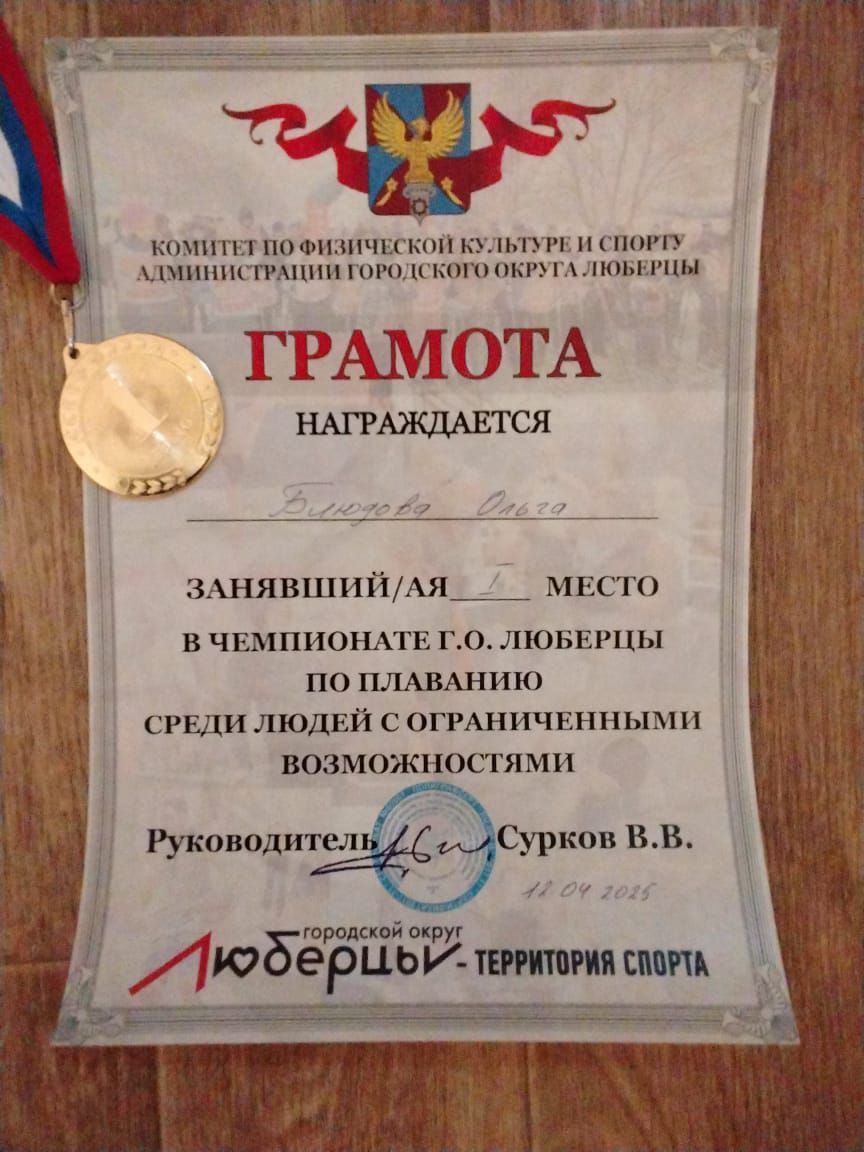 КОМИТЕТ ПО ФИЗИЧЕСКОЙ КУЛЬТУРЕ И СПОРТУ
АДМИНИСТРАЦИИ ГОРОДСКОГО ОКРУГА ЛЮБЕРЦЫ
ГРАМОТА
НАГРАЖДАЕТСЯ
Блюдова Ольга
ЗАНЯВШИЙ/АЯ I МЕСТО
В ЧЕМПИОНАТЕ Г.О. ЛЮБЕРЦЫ
ПО ПЛАВАНИЮ
СРЕДИ ЛЮДЕЙ С ОГРАНИЧЕННЫМИ
ВОЗМОЖНОСТЯМИ
Руководитель Сурков В.В.
12 04 2025
городской округ
Люберцы - ТЕРРИТОРИЯ СПОРТА